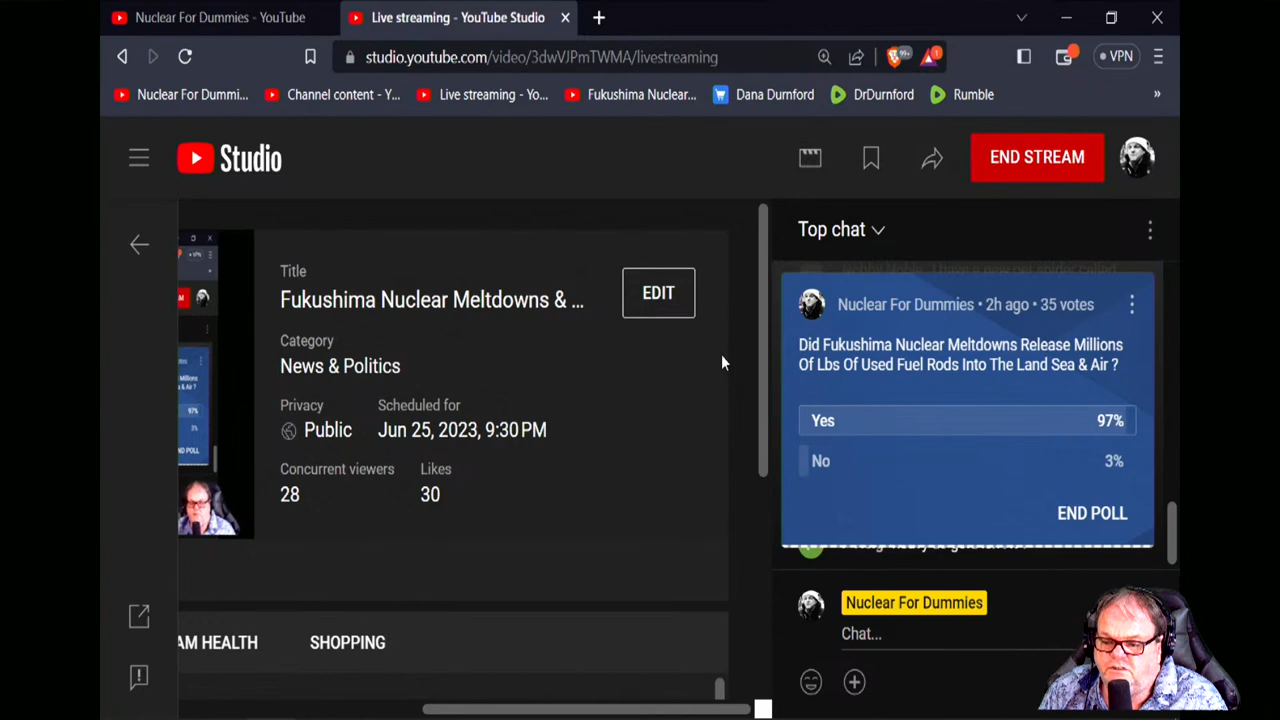 Nuclear For Dummies - YouTube
Live streaming - YouTube Studio
studio.youtube.com/video/3dwVJPmTWMA/livestreaming
99+
1
VPN
Nuclear For Dummi...
Channel content - Y...
Live streaming - Yo...
Fukushima Nuclear...
Dana Durnford
DrDurnford
Rumble
»
Studio
END STREAM
Title
Fukushima Nuclear Meltdowns & ...
EDIT
Category
News & Politics
Privacy
Public
Scheduled for
Jun 25, 2023, 9:30 PM
Concurrent viewers
28
Likes
30
AM HEALTH
SHOPPING
Top chat
Nuclear For Dummies • 2h ago • 35 votes
Did Fukushima Nuclear Meltdowns Release Millions
Of Lbs Of Used Fuel Rods Into The Land Sea & Air ?
Yes 97%
No 3%
END POLL
Nuclear For Dummies
Chat...